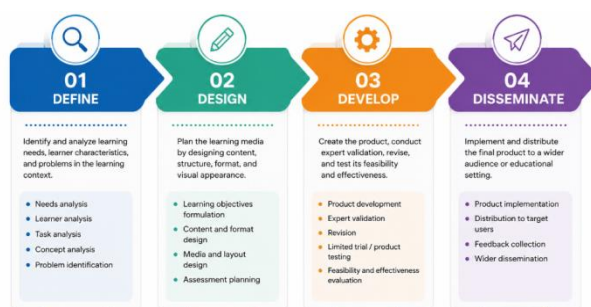 01
DEFINE
Identify and analyze learning
needs, learner characteristics,
and problems in the learning
context.
• Needs analysis
• Learner analysis
• Task analysis
• Concept analysis
• Problem identification
02
DESIGN
Plan the learning media
by designing content,
structure, format, and
visual appearance.
• Learning objectives
formulation
• Content and format
design
• Media and layout
design
• Assessment planning
03
DEVELOP
Create the product, conduct
expert validation, revise,
and test its feasibility
and effectiveness.
• Product development
• Expert validation
• Revision
• Limited trial / product
testing
• Feasibility and effectiveness
evaluation
04
DISSEMINATE
Implement and distribute
the final product to a wider
audience or educational
setting.
• Product implementation
• Distribution to target
users
• Feedback collection
• Wider dissemination